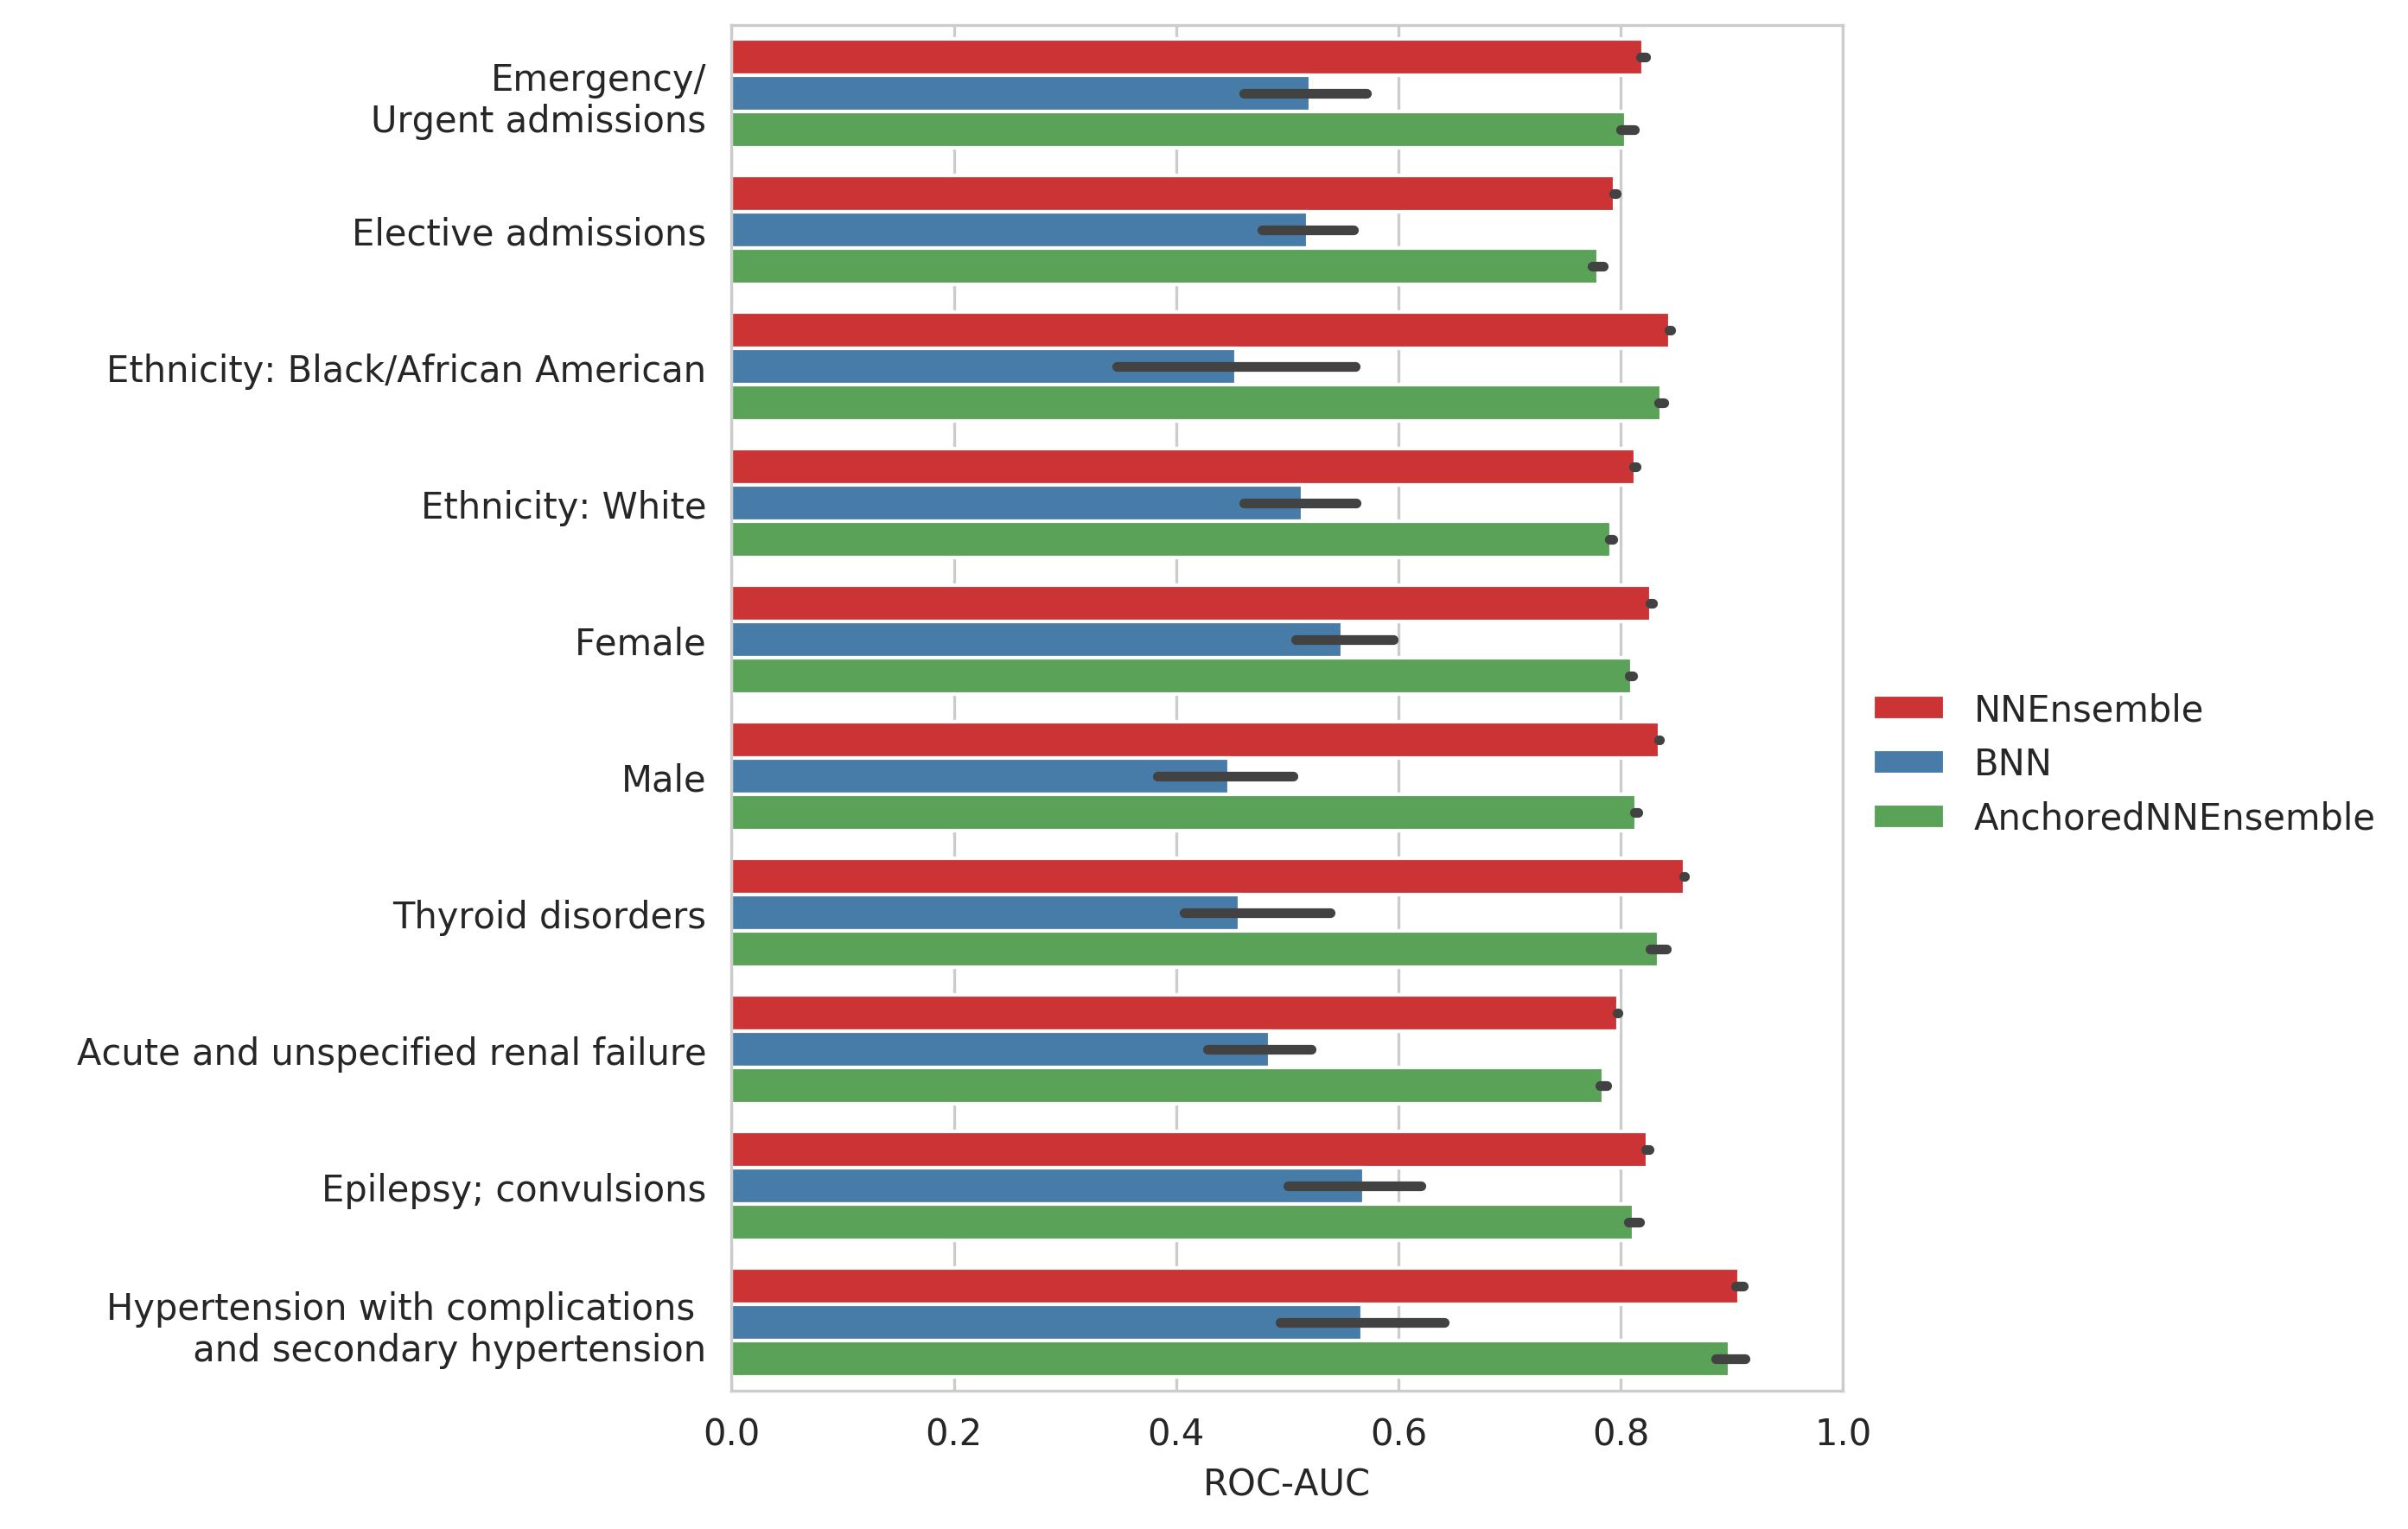 Emergency/
Urgent admissions
Elective admissions
Ethnicity: Black/African American
Ethnicity: White
Female
Male
Thyroid disorders
Acute and unspecified renal failure
Epilepsy; convulsions
Hypertension with complications
and secondary hypertension
0.0 0.2 0.4 0.6 0.8 1.0
ROC-AUC
NNEnsemble
BNN
AnchoredNNEnsemble